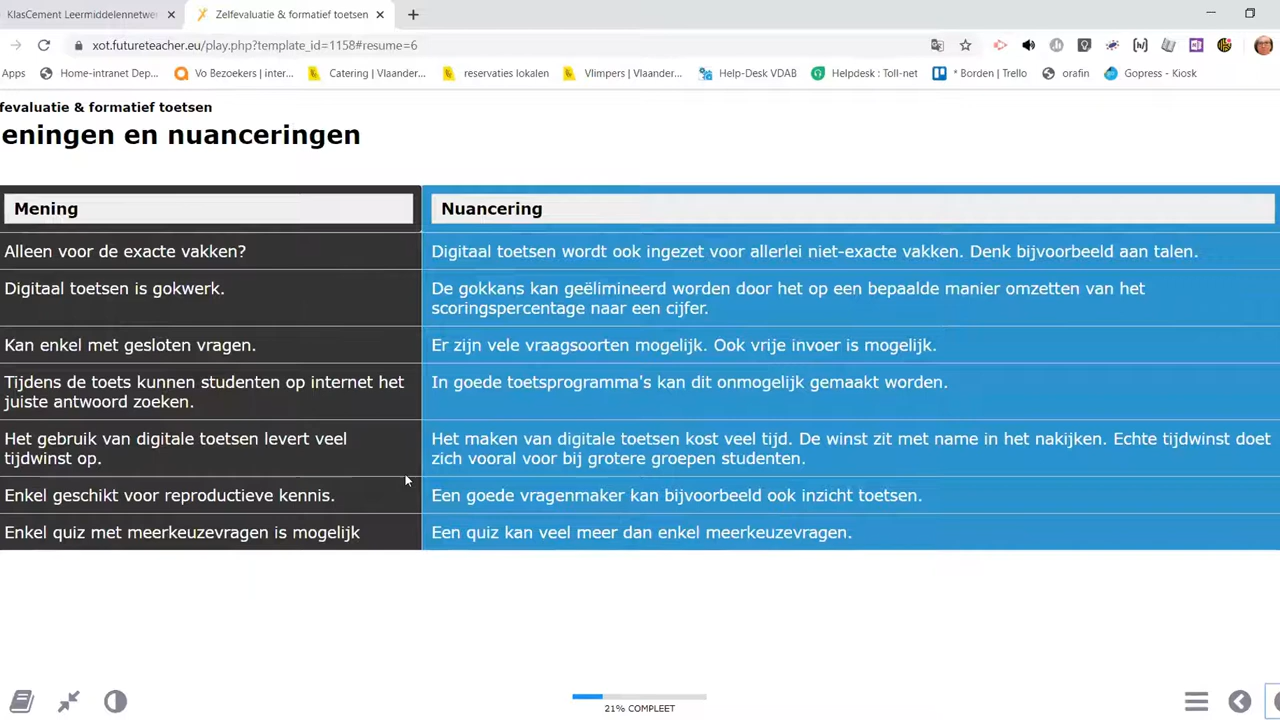 KlasCement Leermiddelennetwe
Zelfevaluatie & formatief toetsen
xot.futureteacher.eu/play.php?template_id=1158#resume=6
Apps
Home-intranet Dep...
Vo Bezoekers | inter...
Catering | Vlaander...
reservaties lokalen
Vlimpers | Vlaander...
Help-Desk VDAB
Helpdesk : Toll-net
* Borden | Trello
orafin
Gopress - Kiosk
fevaluatie & formatief toetsen
eningen en nuanceringen
Mening
Nuancering
Alleen voor de exacte vakken?
Digitaal toetsen wordt ook ingezet voor allerlei niet-exacte vakken. Denk bijvoorbeeld aan talen.
Digitaal toetsen is gokwerk.
De gokkans kan geëlimineerd worden door het op een bepaalde manier omzetten van het
scoringspercentage naar een cijfer.
Kan enkel met gesloten vragen.
Er zijn vele vraagsoorten mogelijk. Ook vrije invoer is mogelijk.
Tijdens de toets kunnen studenten op internet het
juiste antwoord zoeken.
In goede toetsprogramma's kan dit onmogelijk gemaakt worden.
Het gebruik van digitale toetsen levert veel
tijdwinst op.
Het maken van digitale toetsen kost veel tijd. De winst zit met name in het nakijken. Echte tijdwinst doet
zich vooral voor bij grotere groepen studenten.
Enkel geschikt voor reproductieve kennis.
Een goede vragenmaker kan bijvoorbeeld ook inzicht toetsen.
Enkel quiz met meerkeuzevragen is mogelijk
Een quiz kan veel meer dan enkel meerkeuzevragen.
21% COMPLEET